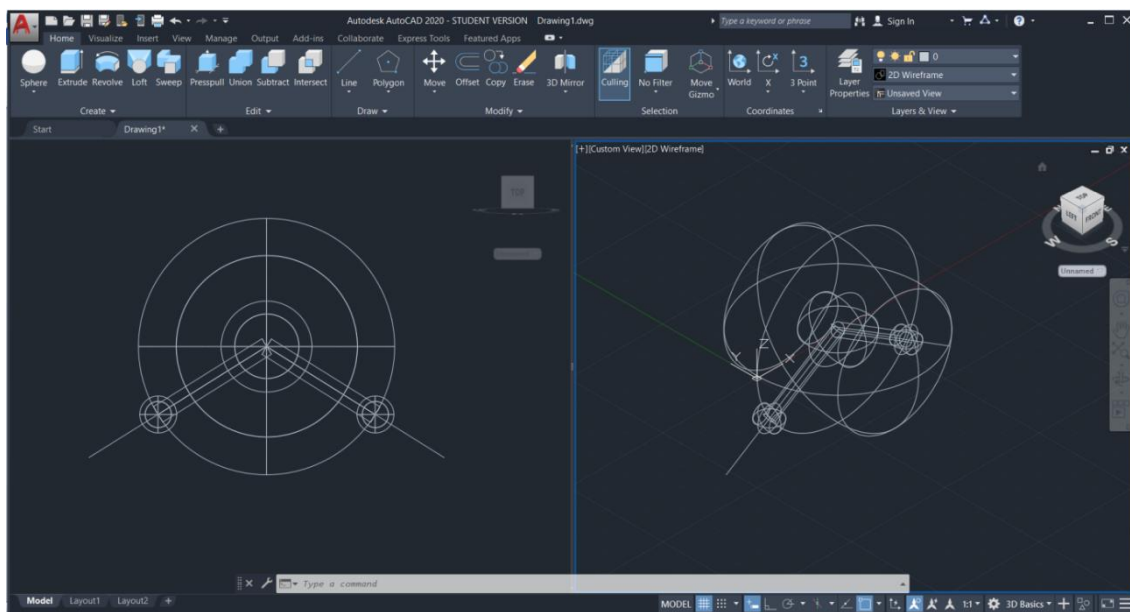 A Autodesk AutoCAD 2020 - STUDENT VERSION Drawing1.dwg Type a keyword or phrase Sign In
Home Visualize Insert View Manage Output Add-ins Collaborate Express Tools Featured Apps
Sphere Extrude Revolve Loft Sweep Presspull Union Subtract Intersect Line Polygon Move Offset Copy Erase 3D Mirror Culling No Filter Move Gizmo World X 3 Point Layer Properties 0
2D Wireframe
Unsaved View
Create Edit Draw Modify Selection Coordinates Layers & View
Start Drawing1* +
[+][Custom View][2D Wireframe]
TOP
TOP
LEFT FRONT
W S
Unnamed
Z
Y X
Type a command
Model Layout1 Layout2 +
MODEL 1:1 3D Basics